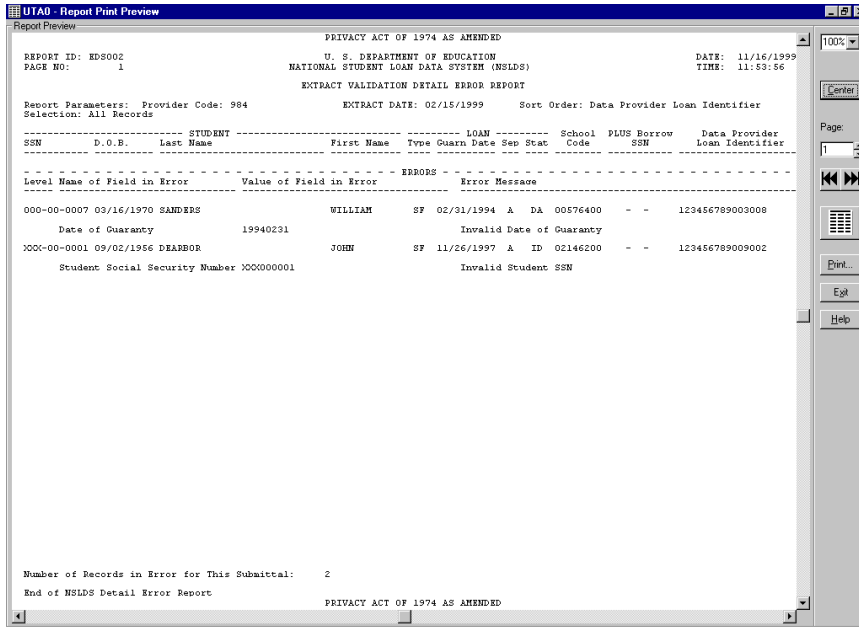 UTA0 - Report Print Preview
Report Preview
PRIVACY ACT OF 1974 AS AMENDED
REPORT ID: EDS002 U. S. DEPARTMENT OF EDUCATION DATE: 11/16/1999
PAGE NO: 1 NATIONAL STUDENT LOAN DATA SYSTEM (NSLDS) TIME: 11:53:56
EXTRACT VALIDATION DETAIL ERROR REPORT
Report Parameters: Provider Code: 984 EXTRACT DATE: 02/15/1999 Sort Order: Data Provider Loan Identifier
Selection: All Records
STUDENT LOAN School PLUS Borrow Data Provider
SSN D.O.B. Last Name First Name Type Guarn Date Sep Stat Code SSN Loan Identifier
ERRORS
Level Name of Field in Error Value of Field in Error Error Message
000-00-0007 03/16/1970 SANDERS WILLIAM SF 02/31/1994 A DA 00576400 - - 123456789003008
Date of Guaranty 19940231 Invalid Date of Guaranty
XXX-00-0001 09/02/1956 DEARBOR JOHN SF 11/26/1997 A ID 02146200 - - 123456789009002
Student Social Security Number XXX000001 Invalid Student SSN
Number of Records in Error for This Submittal: 2
End of NSLDS Detail Error Report
PRIVACY ACT OF 1974 AS AMENDED
100%
Center
Page:
1
Print...
Exit
Help